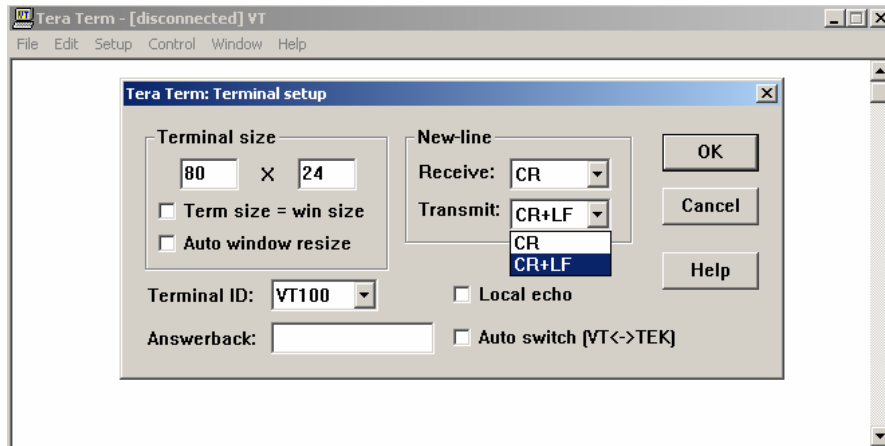 Tera Term - [disconnected] VT
File Edit Setup Control Window Help
Tera Term: Terminal setup
Terminal size
80 X 24
Term size = win size
Auto window resize
New-line
Receive: CR
Transmit: CR+LF
CR
CR+LF
OK
Cancel
Help
Terminal ID: VT100
Local echo
Answerback:
Auto switch (VT<->TEK)